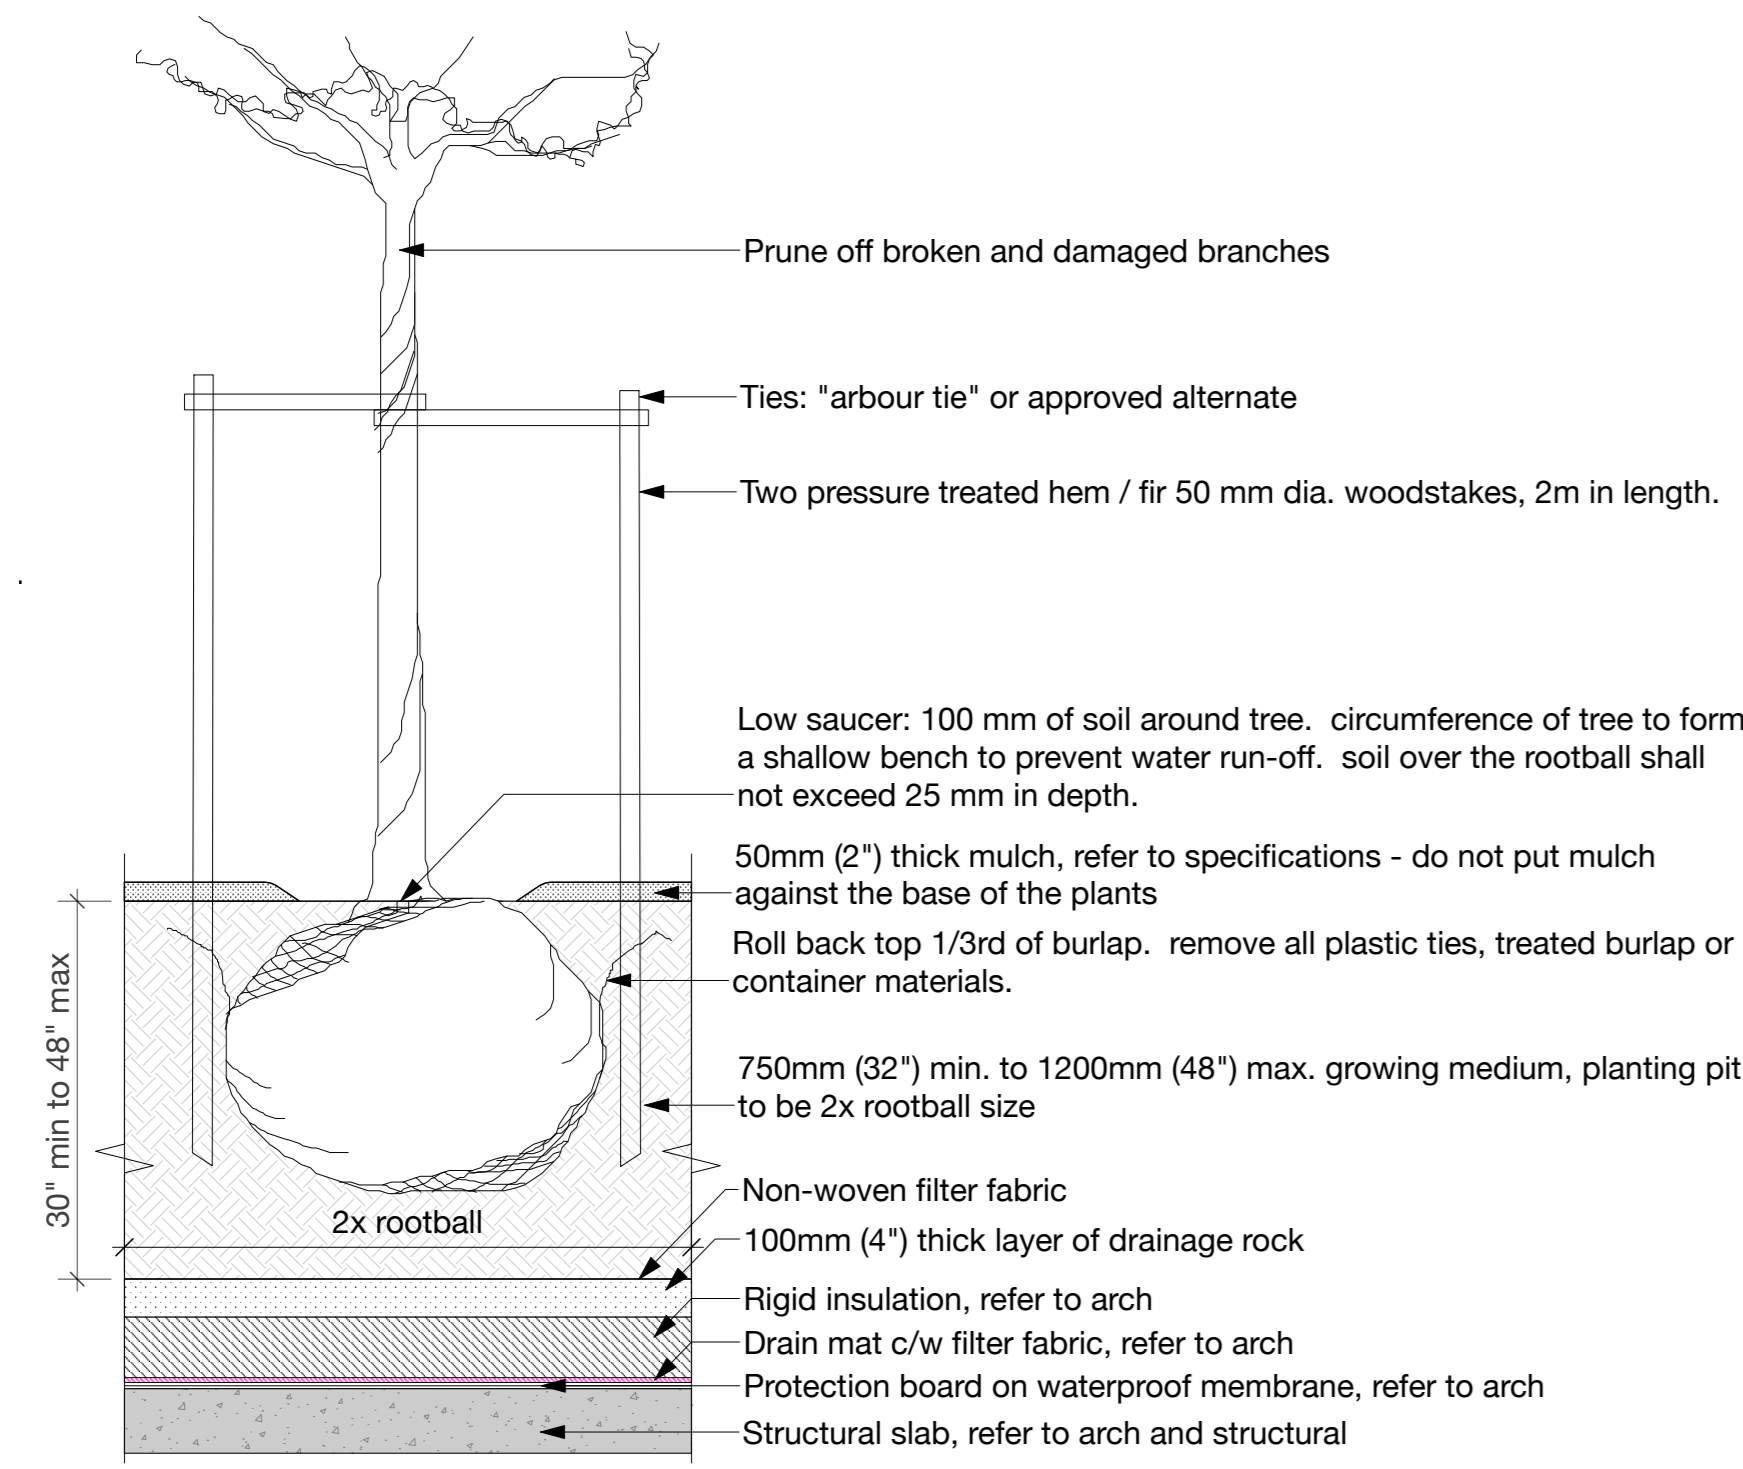 Prune off broken and damaged branches
Ties: "arbour tie" or approved alternate
Two pressure treated hem / fir 50 mm dia. woodstakes, 2m in length.
Low saucer: 100 mm of soil around tree.  circumference of tree to form
a shallow bench to prevent water run-off.  soil over the rootball shall
not exceed 25 mm in depth.
50mm (2") thick mulch, refer to specifications - do not put mulch
against the base of the plants
Roll back top 1/3rd of burlap.  remove all plastic ties, treated burlap or
container materials.
30" min to 48" max
750mm (32") min. to 1200mm (48") max. growing medium, planting pit
to be 2x rootball size
Non-woven filter fabric
2x rootball
100mm (4") thick layer of drainage rock
Rigid insulation, refer to arch
Drain mat c/w filter fabric, refer to arch
Protection board on waterproof membrane, refer to arch
Structural slab, refer to arch and structural